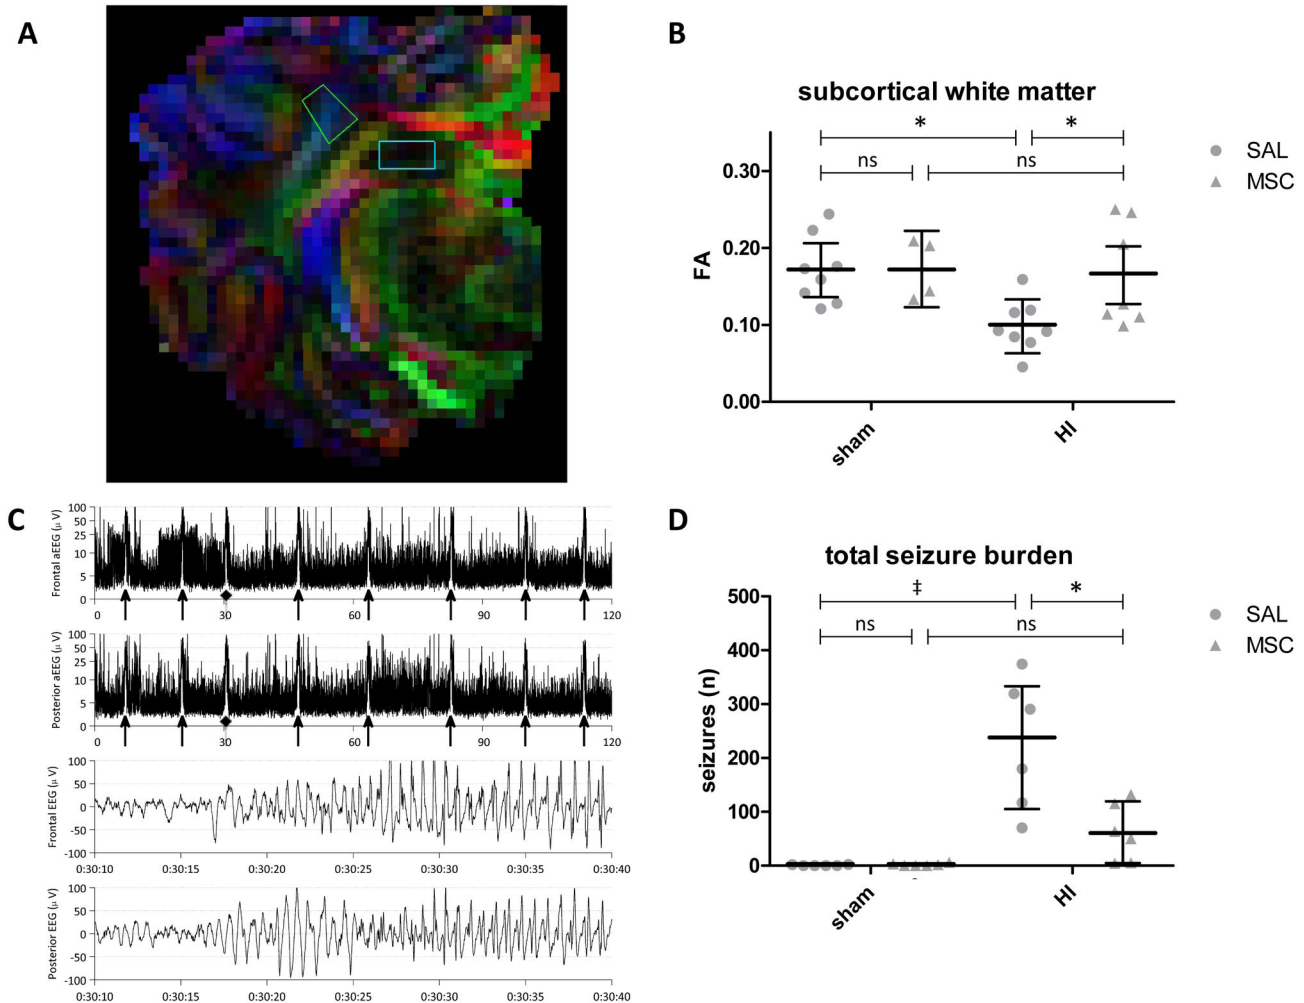 A
B
subcortical white matter
*
*
ns
ns
SAL
MSC
FA
0.30
0.20
0.10
0.00
sham
HI
C
Frontal aEEG (μ V)
100
50
25
10
5
0
0
30
60
90
120
Posterior aEEG (μ V)
100
50
25
10
5
0
0
30
60
90
120
Frontal EEG (μ V)
100
50
0
-50
-100
0:30:10
0:30:15
0:30:20
0:30:25
0:30:30
0:30:35
0:30:40
Posterior EEG (μ V)
100
50
0
-50
-100
0:30:10
0:30:15
0:30:20
0:30:25
0:30:30
0:30:35
0:30:40
D
total seizure burden
‡
*
ns
ns
SAL
MSC
seizures (n)
500
400
300
200
100
0
sham
HI